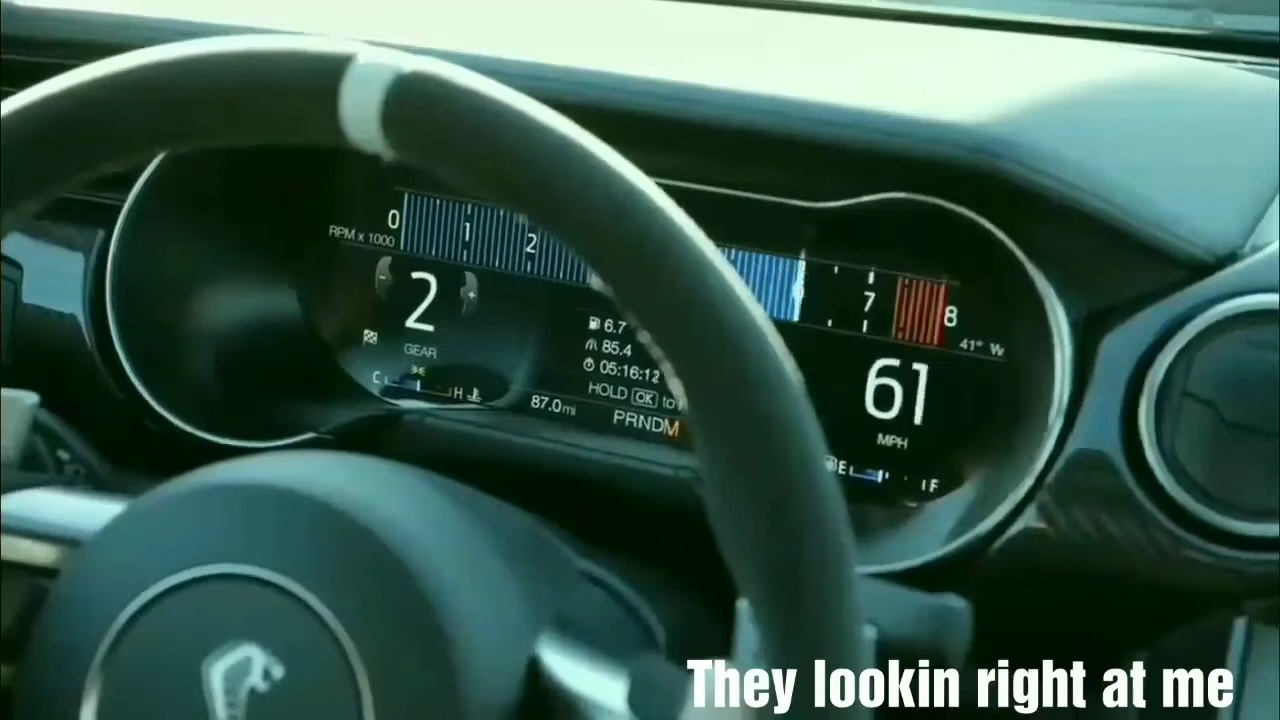 0 1 2 7 8
RPM x 1000
- 2 +
GEAR
41° W
6.7
85.4
05:16:12
HOLD OK to
C H
87.0mi
PRNDM
61
MPH
E F
They lookin right at me